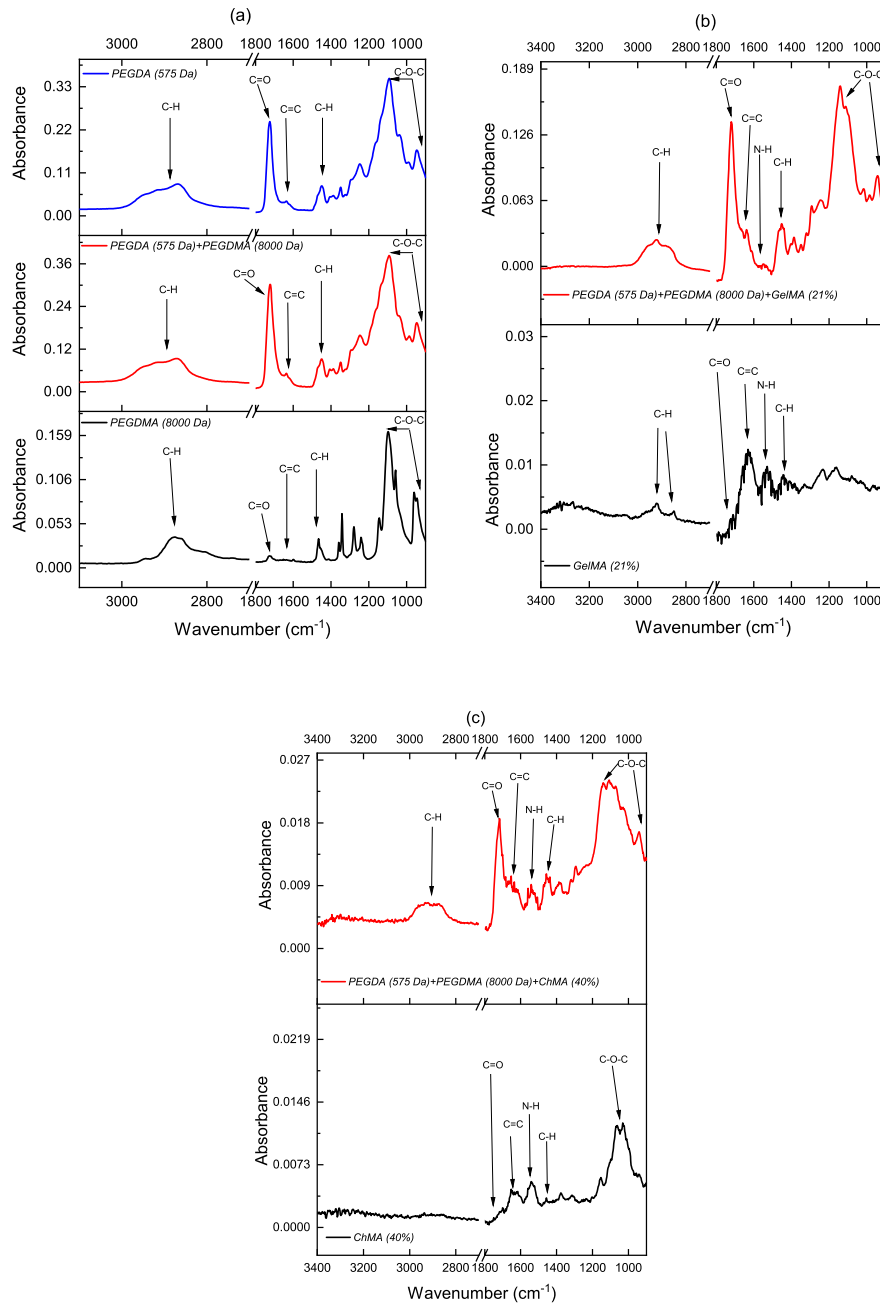 (a)
3000 2800 1800 1600 1400 1200 1000
PEGDA (575 Da)
C=O
C-H
C=C
C-H
C-O-C
0.33
0.22
0.11
0.00
Absorbance
PEGDA (575 Da)+PEGDMA (8000 Da)
C-H
C=O
C=C
C-H
C-O-C
0.36
0.24
0.12
0.00
Absorbance
PEGDMA (8000 Da)
C-H
C=O
C=C
C-H
C-O-C
0.159
0.106
0.053
0.000
Absorbance
3000 2800 1800 1600 1400 1200 1000
Wavenumber (cm-1)
(b)
3400 3200 3000 2800 1800 1600 1400 1200 1000
C=O
C=C
N-H
C-H
C-H
C-O-C
0.189
0.126
0.063
0.000
Absorbance
PEGDA (575 Da)+PEGDMA (8000 Da)+GelMA (21%)
C=O
C=C
N-H
C-H
C-H
0.03
0.02
0.01
0.00
Absorbance
GelMA (21%)
3400 3200 3000 2800 1800 1600 1400 1200 1000
Wavenumber (cm-1)
(c)
3400 3200 3000 2800 1800 1600 1400 1200 1000
C-H
C=O
C=C
N-H
C-H
C-O-C
0.027
0.018
0.009
0.000
Absorbance
PEGDA (575 Da)+PEGDMA (8000 Da)+ChMA (40%)
C=O
C=C
N-H
C-H
C-O-C
0.0219
0.0146
0.0073
0.0000
Absorbance
ChMA (40%)
3400 3200 3000 2800 1800 1600 1400 1200 1000
Wavenumber (cm-1)